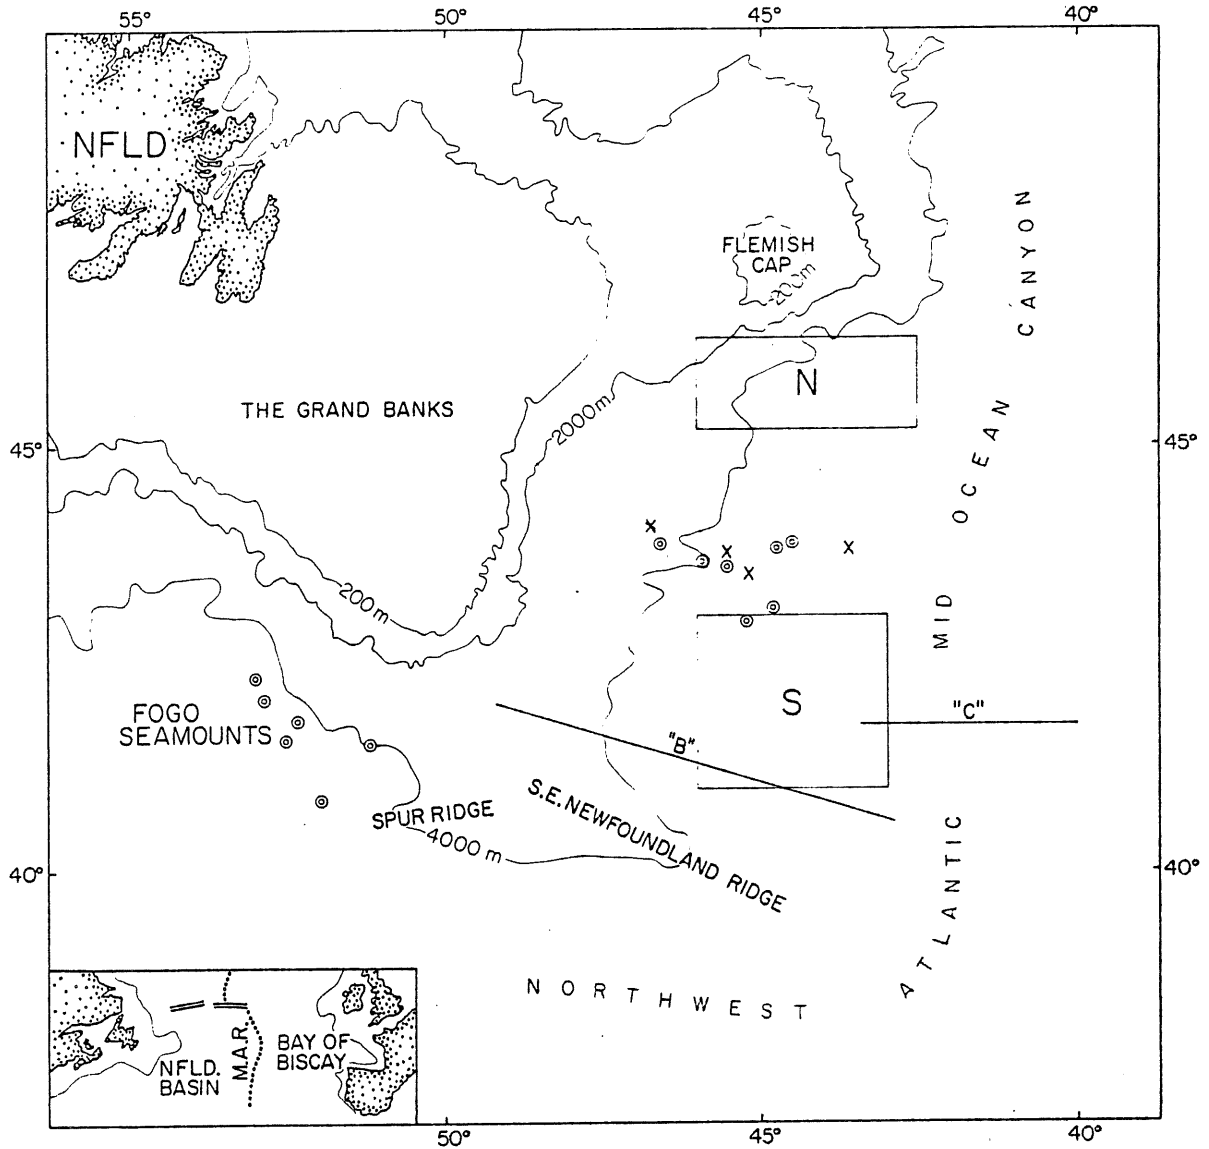 55° 50° 45° 40°
NFLD
FLEMISH
CAP
200m
N
THE GRAND BANKS
2000m
45° 45°
X
X X
X
200m
S
"C"
"B"
FOGO
SEAMOUNTS
SPUR RIDGE
4000 m
S.E. NEWFOUNDLAND RIDGE
40° 40°
NORTHWEST ATLANTIC MID OCEAN CANYON
NFLD.
BASIN
M.A.R.
BAY OF
BISCAY
50° 45° 40°